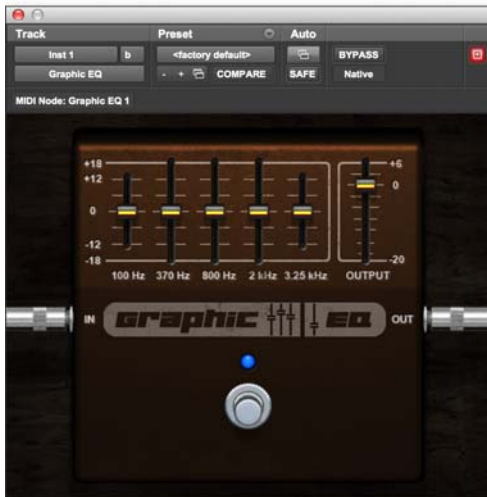 Track Preset Auto
Inst 1 b <factory default> BYPASS
Graphic EQ - + COMPARE SAFE Native
MIDI Node: Graphic EQ 1
+18 +6
+12 0
0
-12
-18 -20
100 Hz 370 Hz 800 Hz 2 kHz 3.25 kHz OUTPUT
IN GRAPHIC EQ OUT